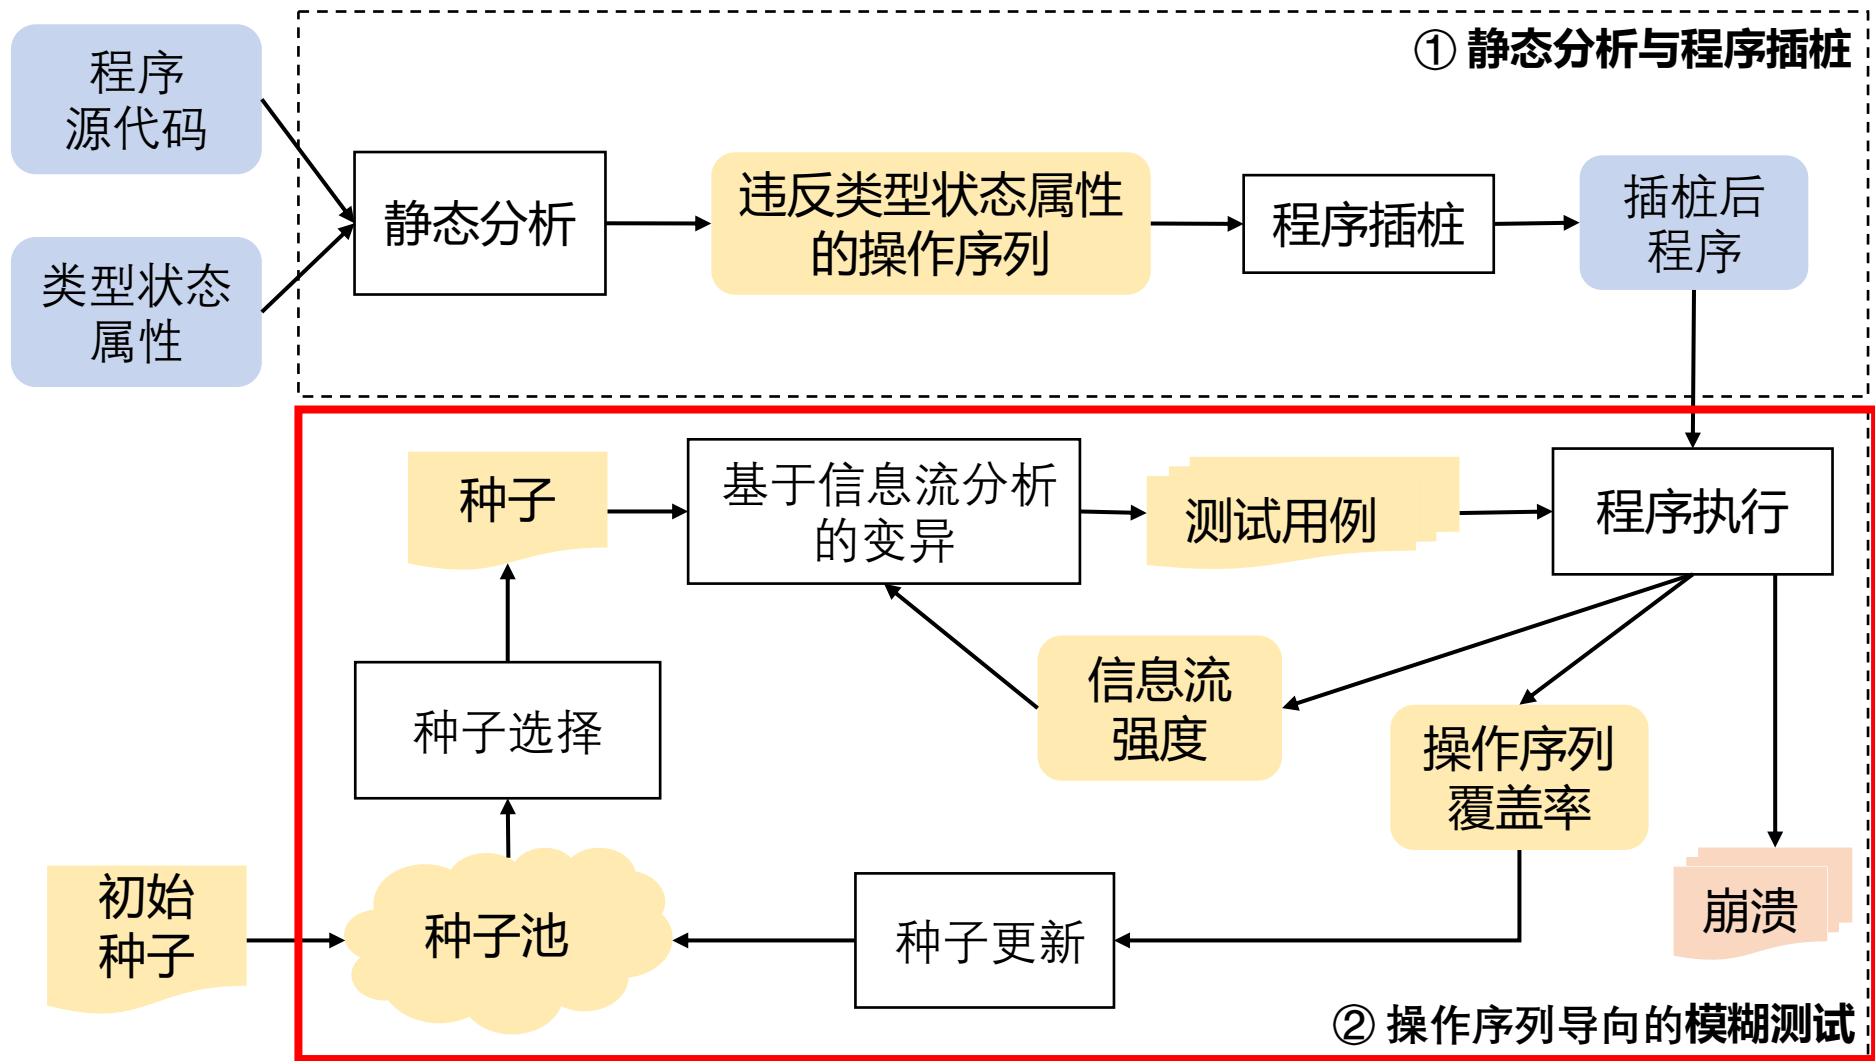 ① 静态分析与程序插桩
程序
源代码
类型状态
属性
静态分析
违反类型状态属性
的操作序列
程序插桩
插桩后
程序
种子
基于信息流分析
的变异
测试用例
程序执行
信息流
强度
种子选择
操作序列
覆盖率
初始
种子
种子池
种子更新
崩溃
② 操作序列导向的模糊测试